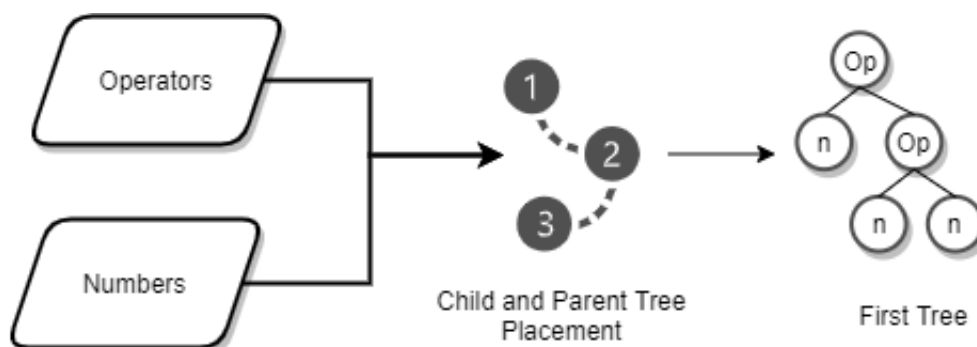 Operators
Numbers
1
2
3
Child and Parent Tree
Placement
Op
n
Op
n
n
First Tree